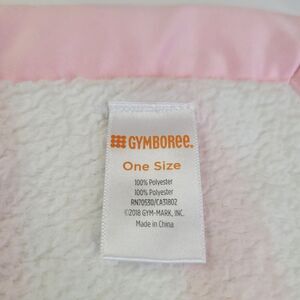 GYMBOREE.
One Size
100% Polyester
100% Polyester
RN70530/CA31802
©2018 GYM-MARK, INC.
Made in China